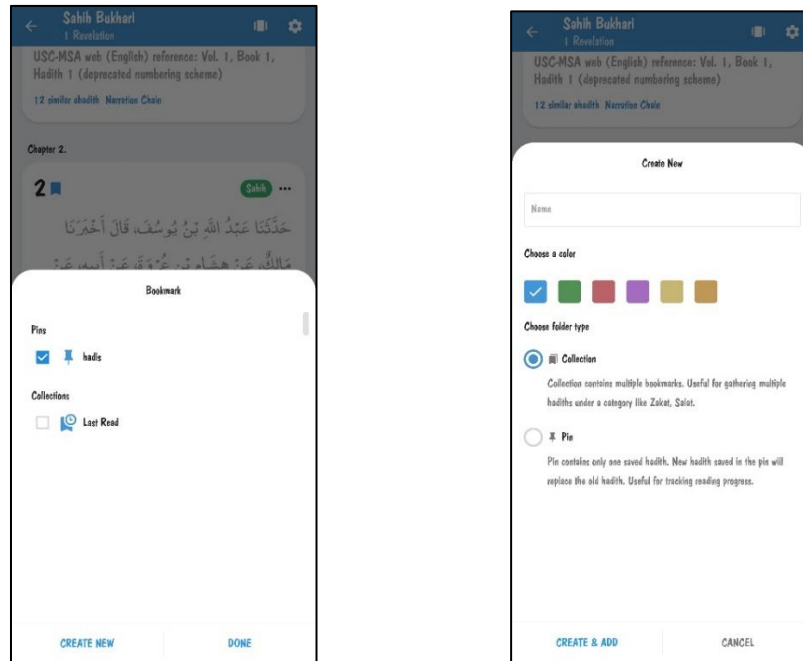 Sahih Bukhari
1 Revelation
USC-MSA web (English) reference: Vol. 1, Book 1,
Hadith 1 (deprecated numbering scheme)
12 similar ahadith Narration Chain
Chapter 2.
2
Sahih
حَدَّثَنَا عَبْدُ اللَّهِ بْنُ يُوسُفَ، قَالَ أَخْبَرَنَا
مَالِكٌ، عَنْ هِشَامِ بْنِ عُرْوَةَ، عَنْ أَبِيهِ، عَنْ
Bookmark
Pins
hadis
Collections
Last Read
CREATE NEW
DONE
Sahih Bukhari
1 Revelation
USC-MSA web (English) reference: Vol. 1, Book 1,
Hadith 1 (deprecated numbering scheme)
12 similar ahadith Narration Chain
Create New
Name
Choose a color
Choose folder type
Collection
Collection contains multiple bookmarks. Useful for gathering multiple
hadiths under a category like Zakat, Salat.
Pin
Pin contains only one saved hadith. New hadith saved in the pin will
replace the old hadith. Useful for tracking reading progress.
CREATE & ADD
CANCEL